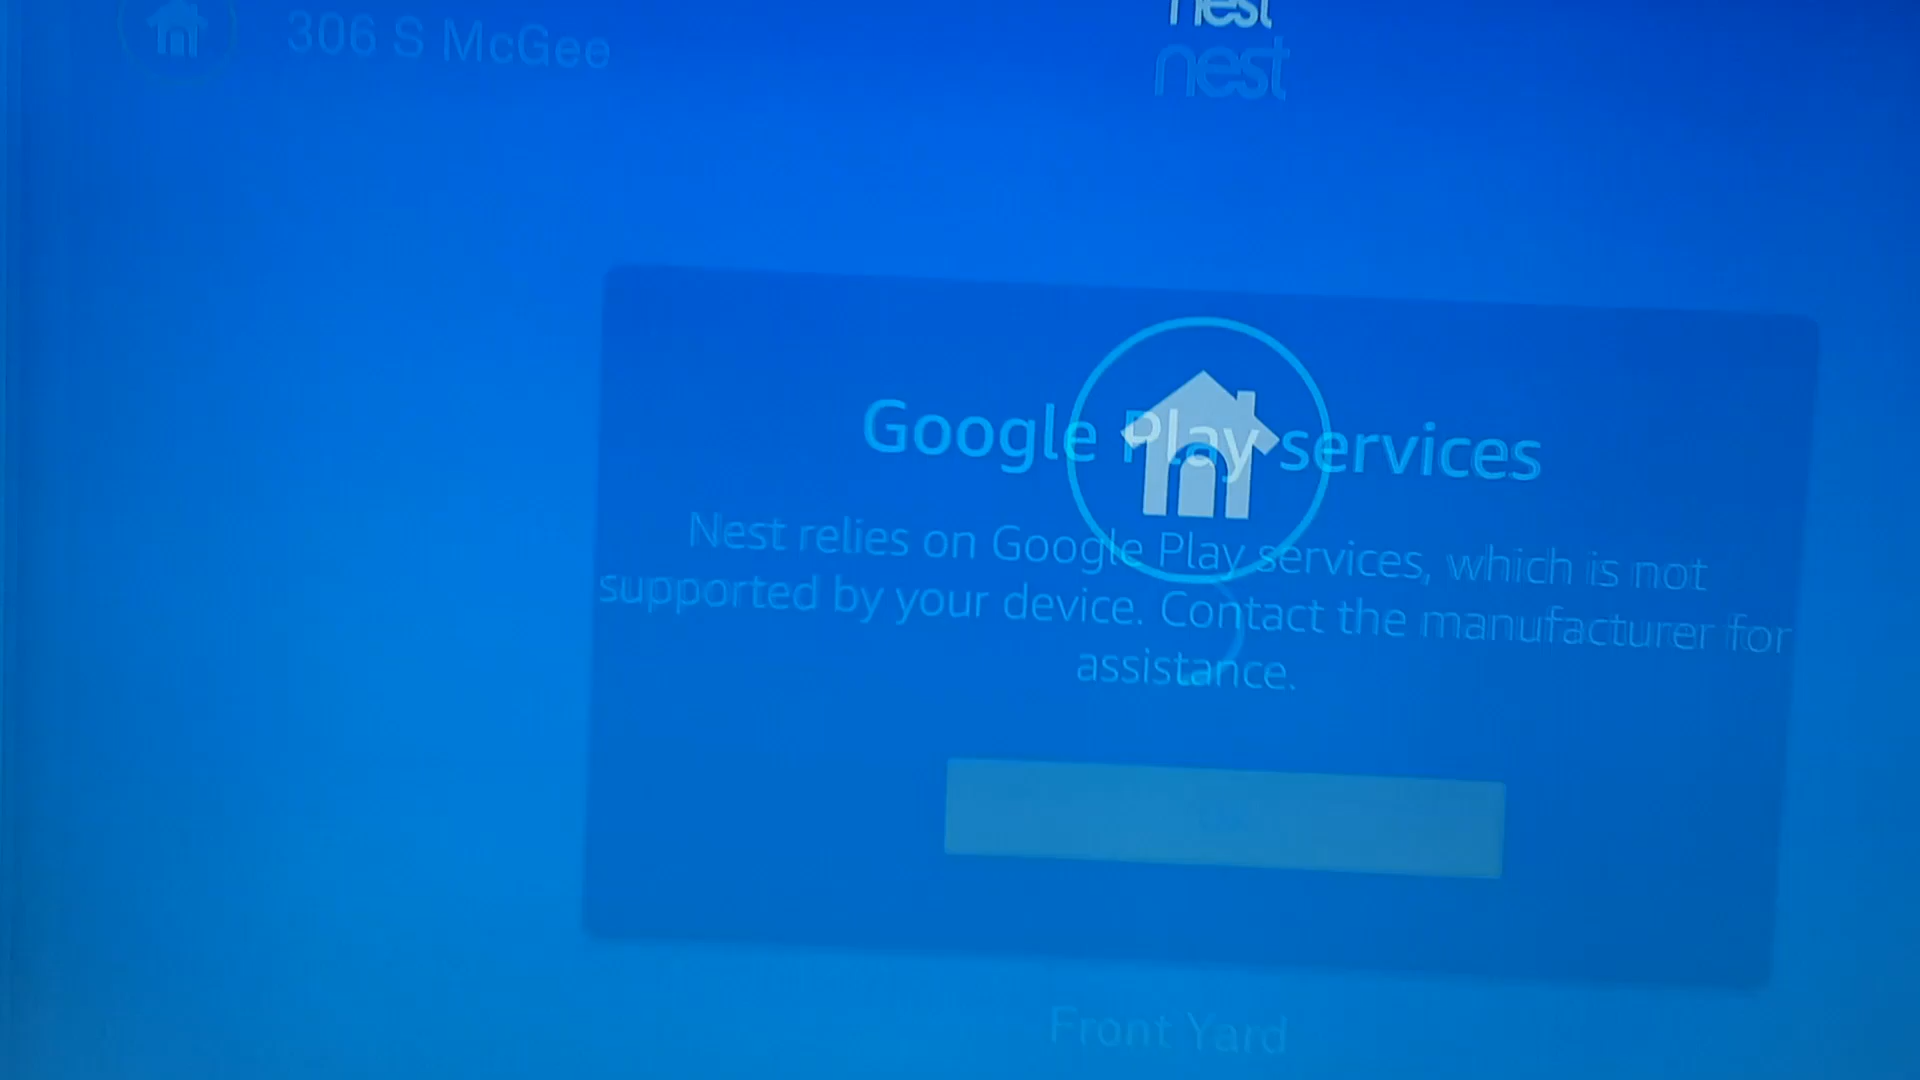 nest
306 S McGee
nest
Google Play services
Nest relies on Google Play services, which is not
supported by your device. Contact the manufacturer for
assistance.
Front Yard